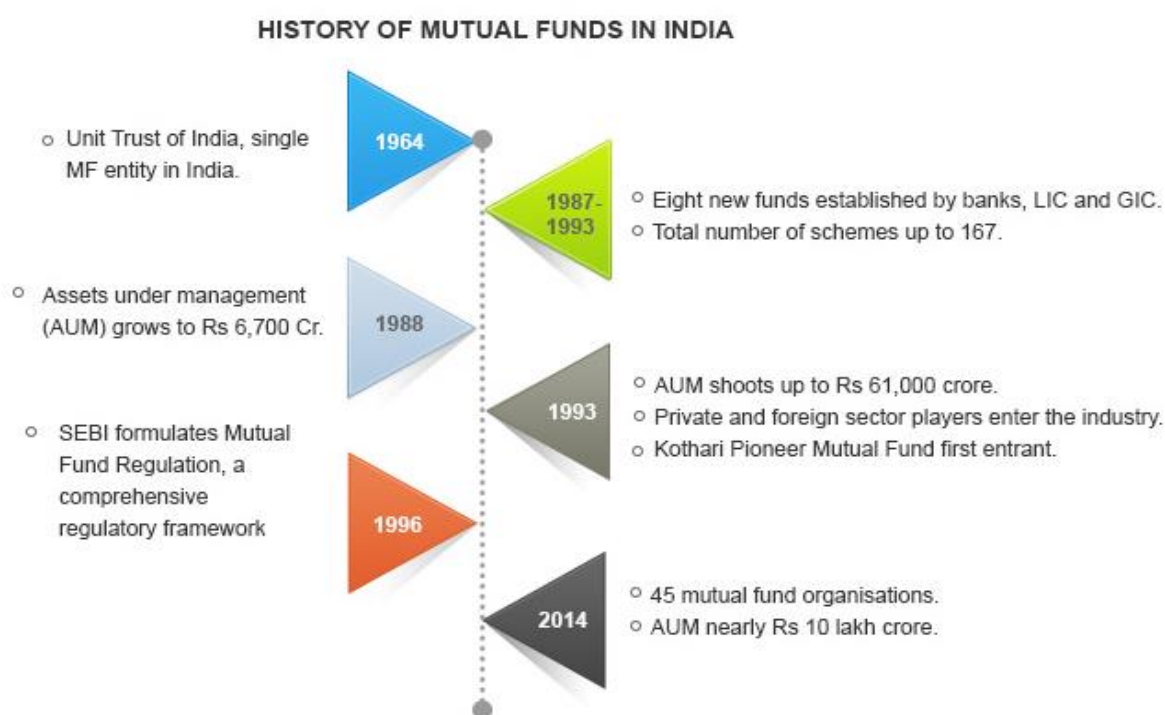 HISTORY OF MUTUAL FUNDS IN INDIA
1964
Unit Trust of India, single
MF entity in India.
1987-
1993
Eight new funds established by banks, LIC and GIC.
Total number of schemes up to 167.
1988
Assets under management
(AUM) grows to Rs 6,700 Cr.
1993
AUM shoots up to Rs 61,000 crore.
Private and foreign sector players enter the industry.
Kothari Pioneer Mutual Fund first entrant.
1996
SEBI formulates Mutual
Fund Regulation, a
comprehensive
regulatory framework
2014
45 mutual fund organisations.
AUM nearly Rs 10 lakh crore.